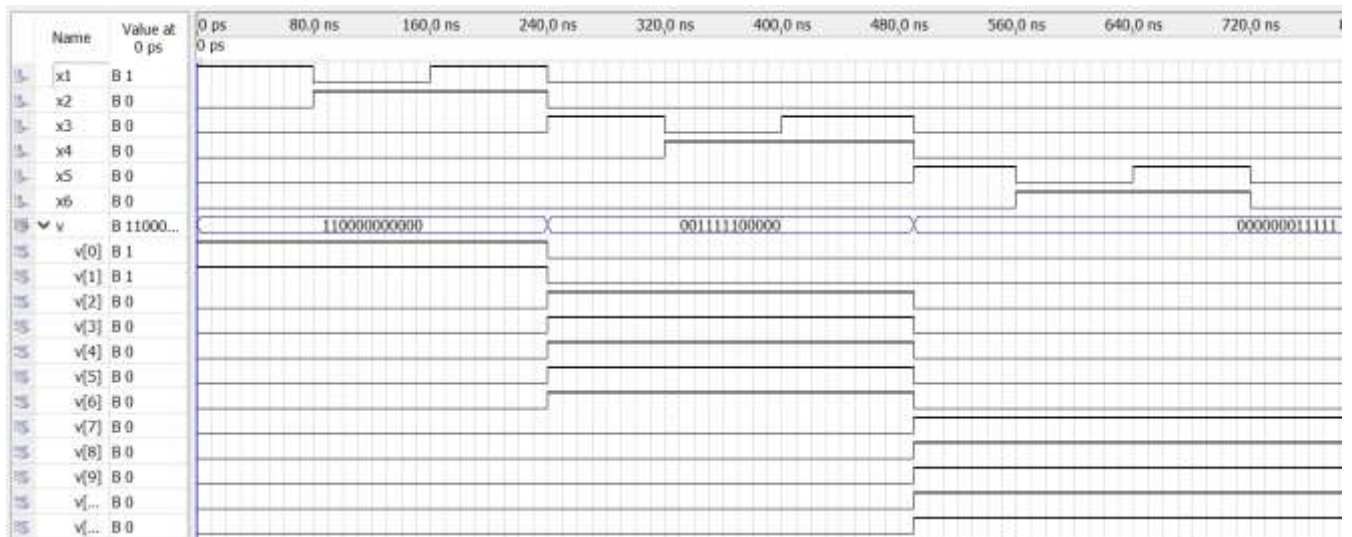 Name Value at 0 ps 0 ps 80,0 ns 160,0 ns 240,0 ns 320,0 ns 400,0 ns 480,0 ns 560,0 ns 640,0 ns 720,0 ns
0 ps
x1 B 1
x2 B 0
x3 B 0
x4 B 0
x5 B 0
x6 B 0
v B 11000... 110000000000 001111100000 000000011111
v[0] B 1
v[1] B 1
v[2] B 0
v[3] B 0
v[4] B 0
v[5] B 0
v[6] B 0
v[7] B 0
v[8] B 0
v[9] B 0
v[... B 0
v[... B 0